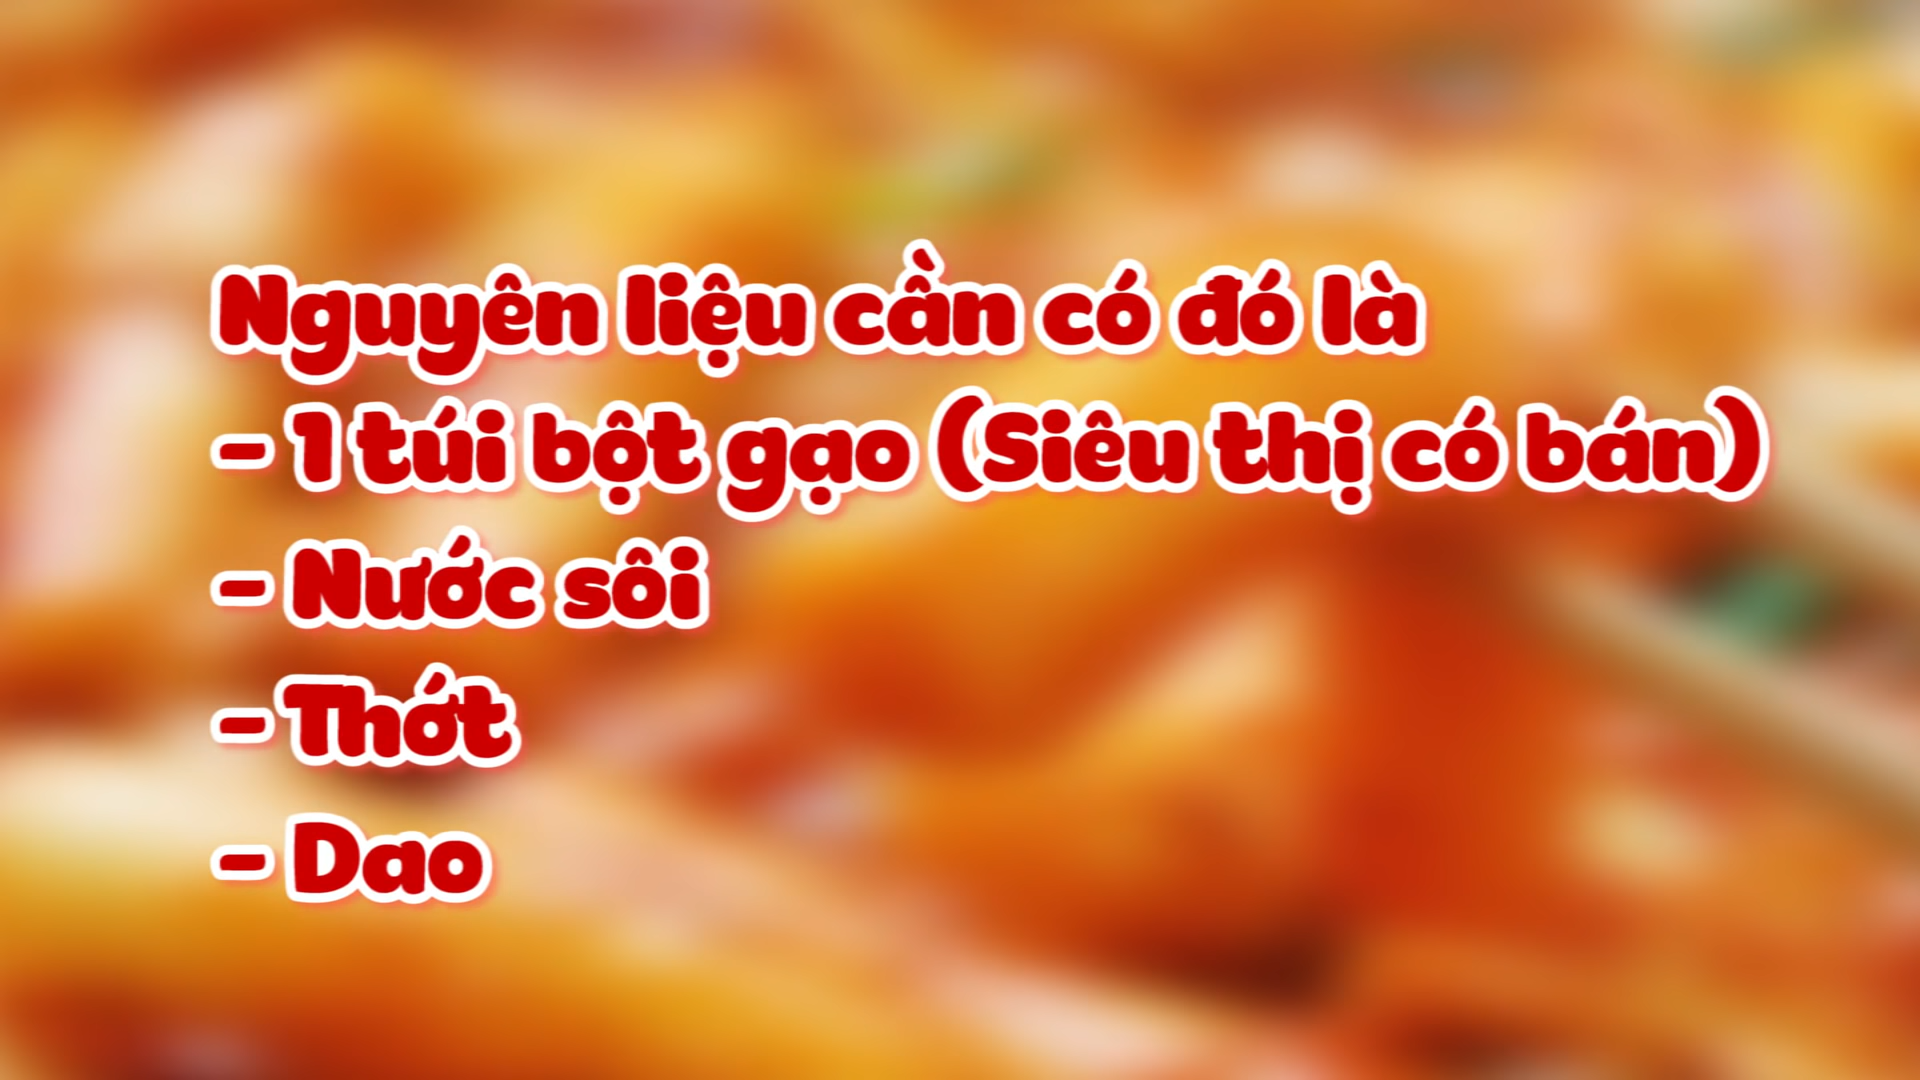 Nguyên liệu cần có đó là
- 1 túi bột gạo (Siêu thị có bán)
- Nước sôi
- Thớt
- Dao